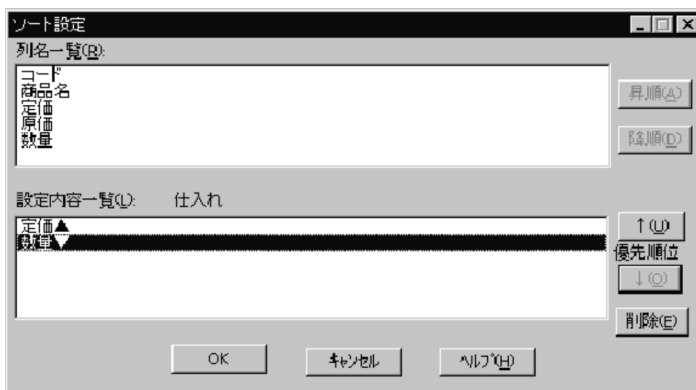 ソート設定
列名一覧(R):
コード
商品名
定価
原価
数量
昇順(A)
降順(D)
設定内容一覧(L): 仕入れ
定価▲
数量▼
↑(U)
優先順位
↓(O)
削除(E)
OK
ｷｬﾝｾﾙ
ﾍﾙﾌﾟ(H)